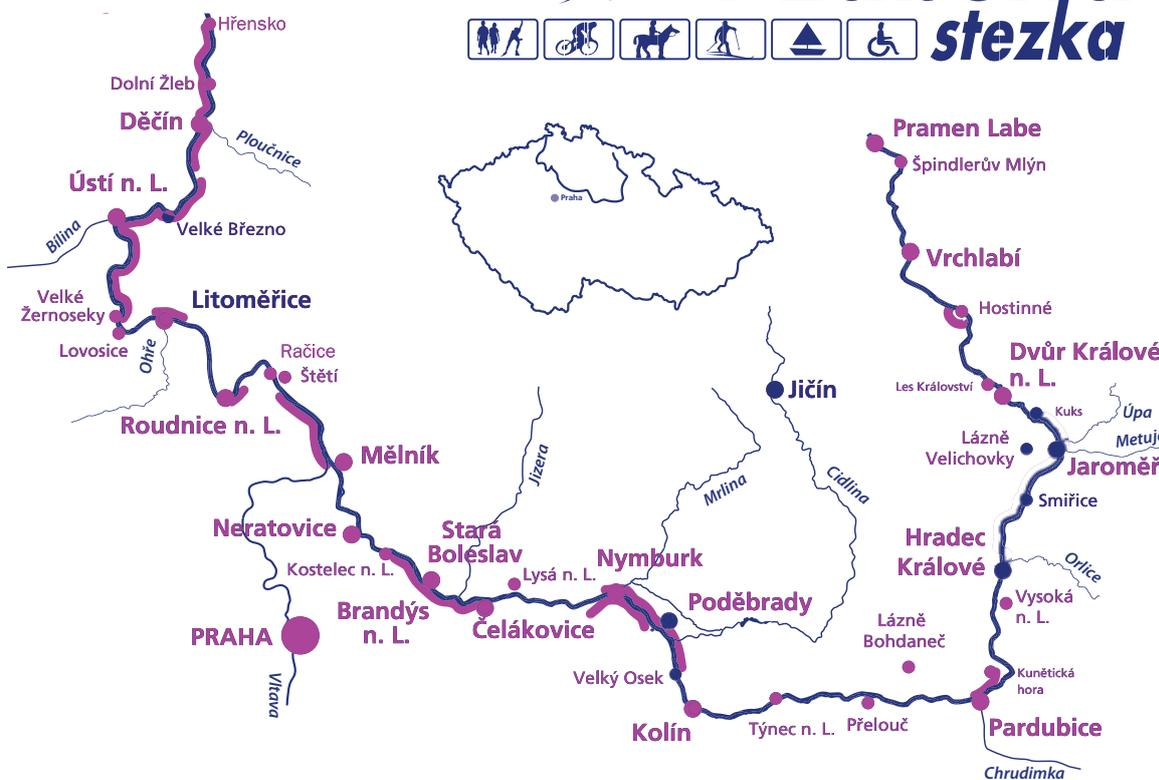 stezka
Hřensko
Dolní Žleb
Děčín
Ploučnice
Ústí n. L.
Bílina
Velké Březno
Velké
Žernoseky
Litoměřice
Lovosice
Ohře
Račice
Štětí
Roudnice n. L.
Mělník
Neratovice
Kostelec n. L.
Stará
Boleslav
Brandýs
n. L.
PRAHA
Vltava
Čelákovice
Lysá n. L.
Jizera
Nymburk
Mrlina
Poděbrady
Velký Osek
Kolín
Cidlina
Jičín
Praha
Týnec n. L.
Přelouč
Lázně
Bohdaneč
Pardubice
Chrudimka
Kunětická
hora
Vysoká
n. L.
Orlice
Hradec
Králové
Smiřice
Jaroměř
Lázně
Velichovky
Úpa
Kuks
Les Království
Dvůr Králové
n. L.
Hostinné
Vrchlabí
Špindlerův Mlýn
Pramen Labe